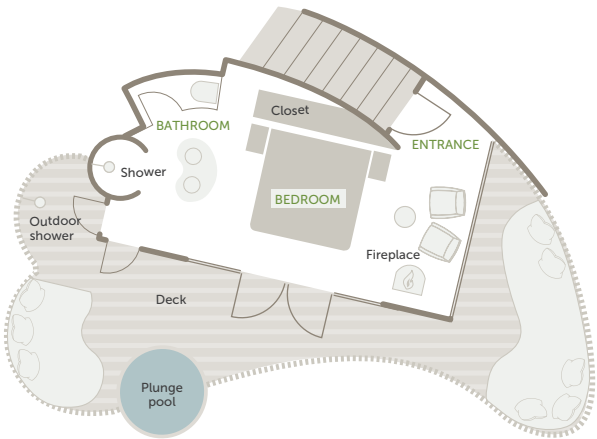 Closet
BATHROOM
ENTRANCE
Shower
BEDROOM
Outdoor
shower
Fireplace
Deck
Plunge
pool